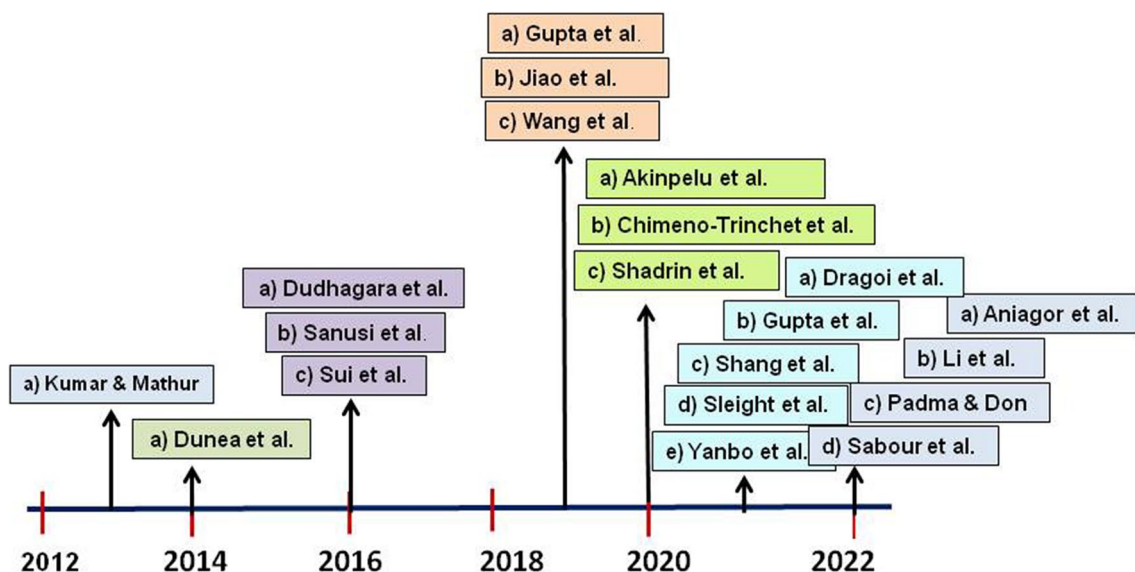 a) Gupta et al.
b) Jiao et al.
c) Wang et al.
a) Akinpelu et al.
b) Chimeno-Trinchet et al.
c) Shadrin et al.
a) Dudhagara et al.
b) Sanusi et al.
c) Sui et al.
a) Dragoi et al.
b) Gupta et al.
c) Shang et al.
d) Sleight et al.
e) Yanbo et al.
a) Aniagor et al.
b) Li et al.
c) Padma & Don
d) Sabour et al.
a) Kumar & Mathur
a) Dunea et al.
2012 2014 2016 2018 2020 2022